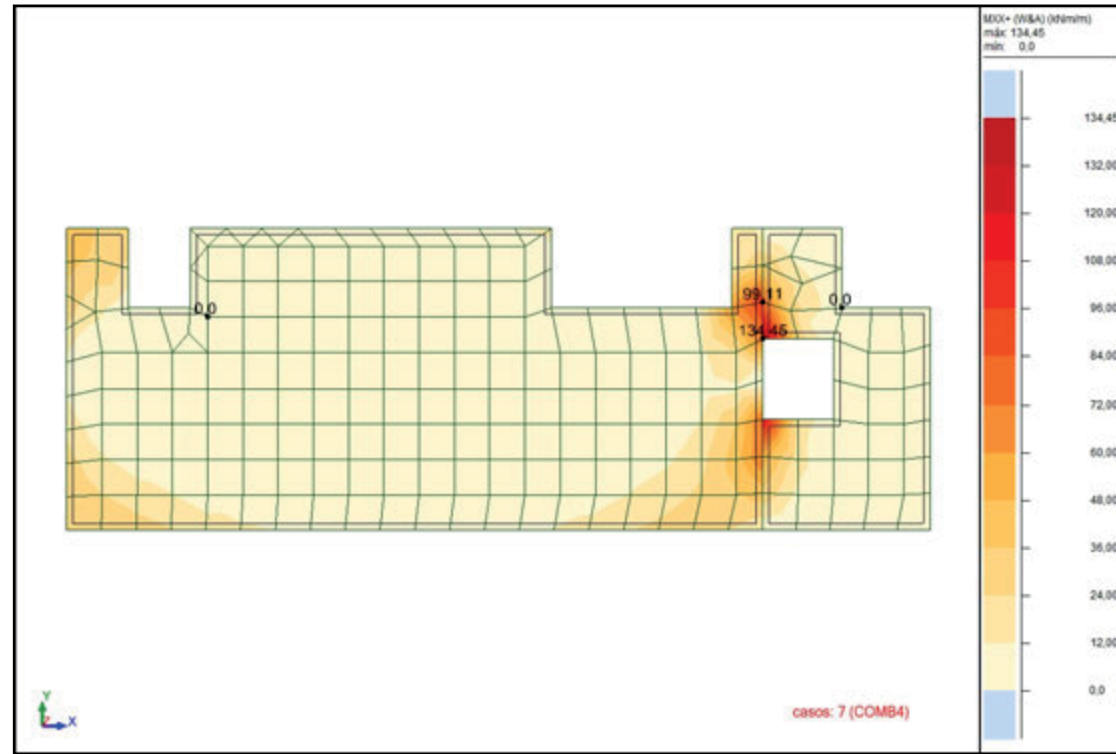 MXX+ (W&A) (kNm/m)
máx: 134,45
mín: 0,0
134,45
132,00
120,00
108,00
96,00
84,00
72,00
60,00
48,00
36,00
24,00
12,00
0,0
0,0
99,11
0,0
134,45
Y
Z X
casos: 7 (COMB4)